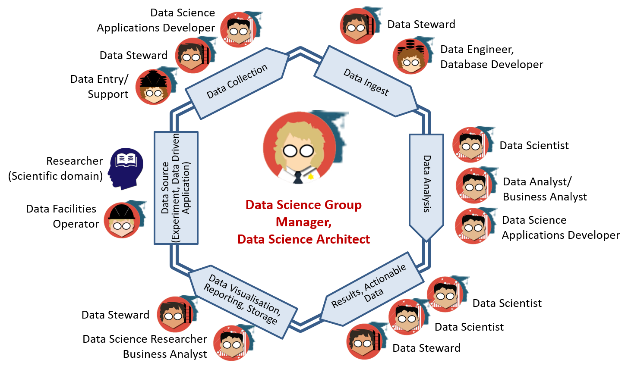 Data Science
Applications Developer
Data Steward
Data Entry/
Support
Data Collection
Data Steward
Data Engineer,
Database Developer
Data Ingest
Data Scientist
Data Analyst/
Business Analyst
Data Science
Applications Developer
Data Analysis
Researcher
(Scientific domain)
Data Facilities
Operator
Data Source
(Experiment, Data Driven
Application)
Data Science Group
Manager,
Data Science Architect
Results, Actionable
Data
Data Scientist
Data Scientist
Data Steward
Data Visualisation,
Reporting, Storage
Data Steward
Data Science Researcher
Business Analyst